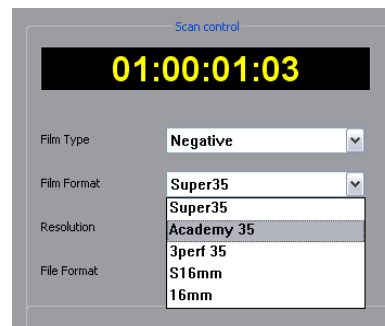 Scan control
01:00:01:03
Film Type Negative
Film Format Super35
Super35
Resolution Academy 35
3perf 35
File Format S16mm
16mm